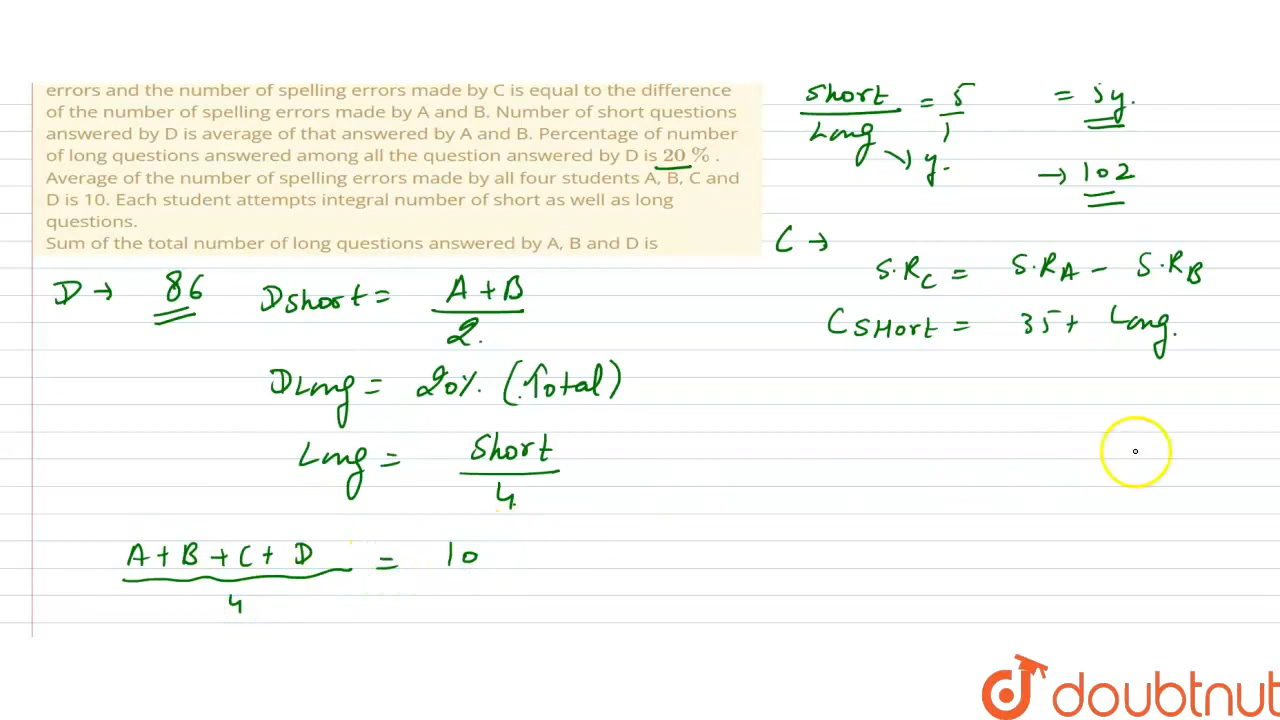 errors and the number of spelling errors made by C is equal to the difference
of the number of spelling errors made by A and B. Number of short questions
answered by D is average of that answered by A and B. Percentage of number
of long questions answered among all the question answered by D is 20 % .
Average of the number of spelling errors made by all four students A, B, C and
D is 10. Each student attempts integral number of short as well as long
questions.
Sum of the total number of long questions answered by A, B and D is
Short / Long = 5 / 1 = 5y.
→ y. → 102
C →
S.R_C = S.R_A - S.R_B
C SHort = 35 + Long.
D → 86 D Short = A + B / 2.
D Long = 20%. (Total)
Long = Short / 4.
A + B + C + D / 4 = 10
doubtnut